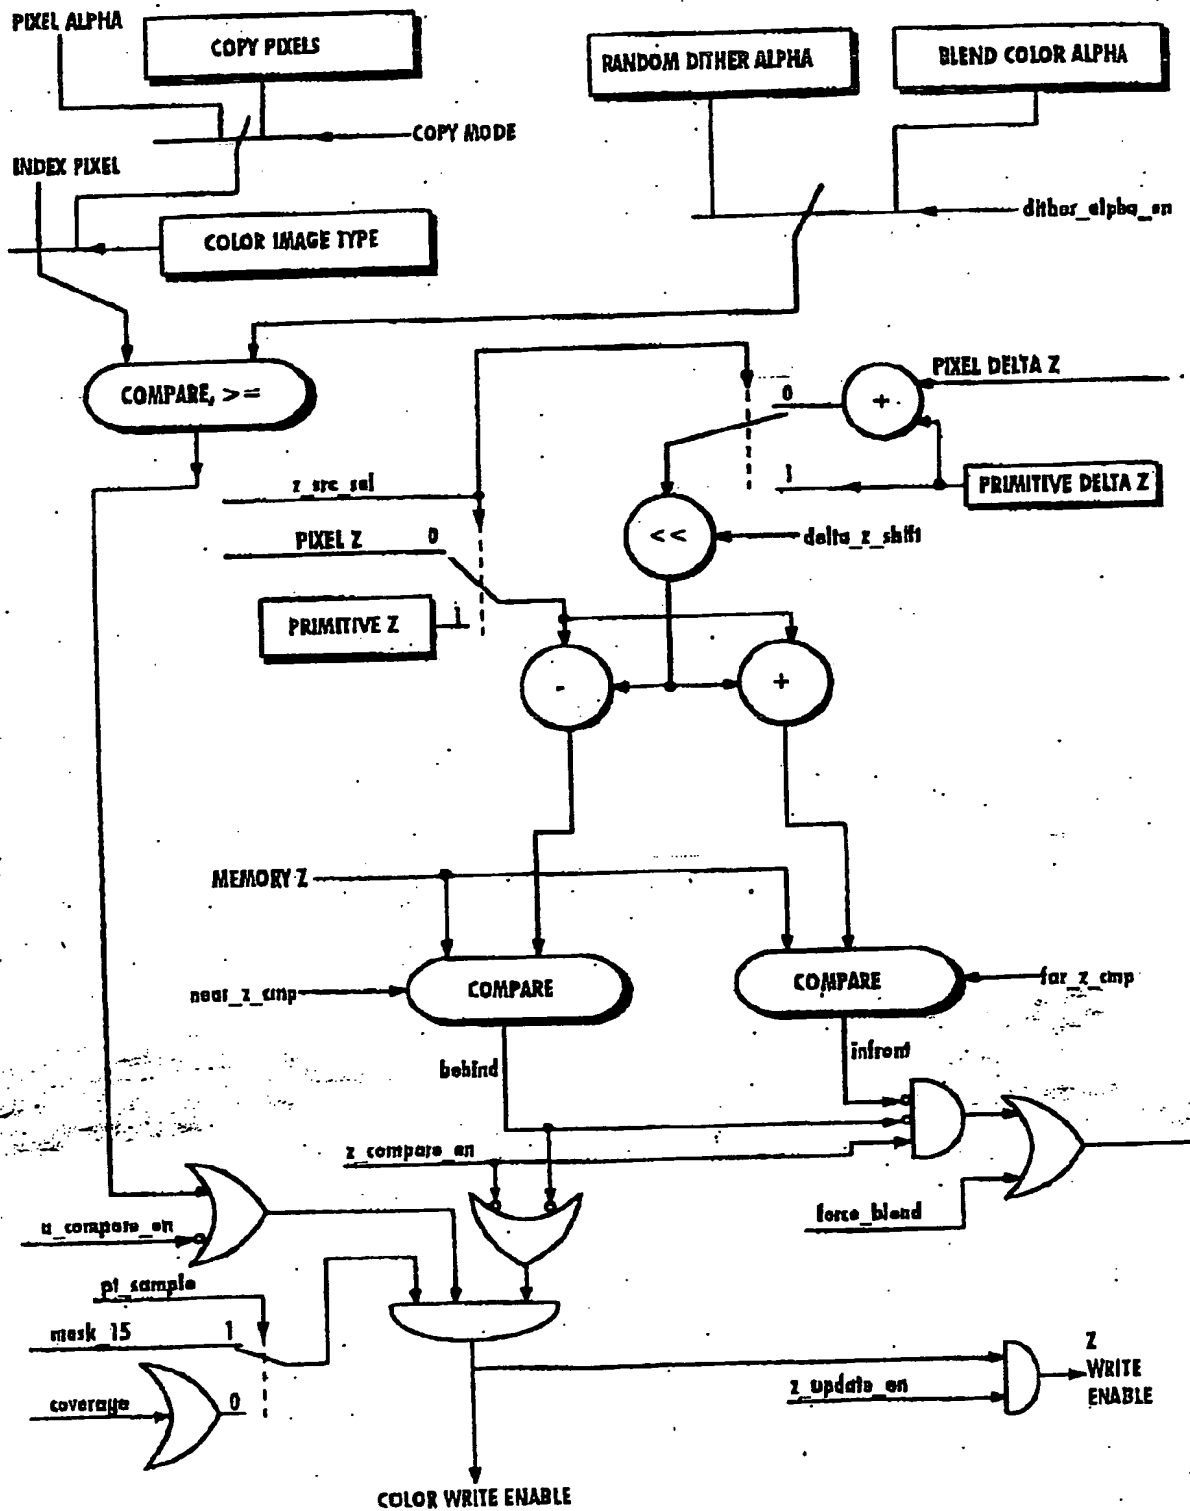 PIXEL ALPHA
COPY PIXELS
RANDOM DITHER ALPHA
BLEND COLOR ALPHA
COPY MODE
INDEX PIXEL
dither_alpha_en
COLOR IMAGE TYPE
COMPARE, >=
PIXEL DELTA Z
0
+
1
PRIMITIVE DELTA Z
z_src_sel
<<
delta_z_shift
PIXEL Z
0
PRIMITIVE Z
1
-
+
MEMORY Z
near_z_cmp
COMPARE
COMPARE
far_z_cmp
behind
infront
z_compare_en
force_blend
a_compare_en
pt_sample
mask_15
1
coverage
0
z_update_en
Z
WRITE
ENABLE
COLOR WRITE ENABLE